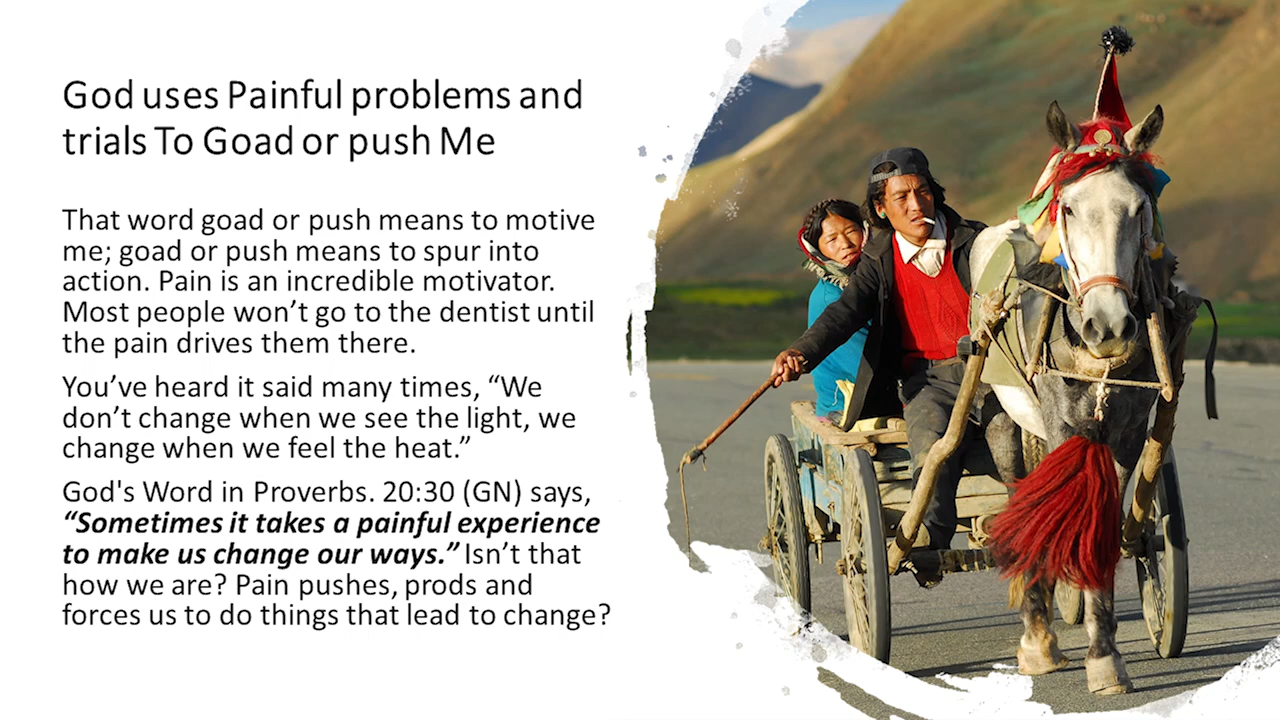 God uses Painful problems and
trials To Goad or push Me
That word goad or push means to motive
me; goad or push means to spur into
action. Pain is an incredible motivator.
Most people won’t go to the dentist until
the pain drives them there.
You’ve heard it said many times, “We
don’t change when we see the light, we
change when we feel the heat.”
God's Word in Proverbs. 20:30 (GN) says,
“Sometimes it takes a painful experience
to make us change our ways.” Isn’t that
how we are? Pain pushes, prods and
forces us to do things that lead to change?